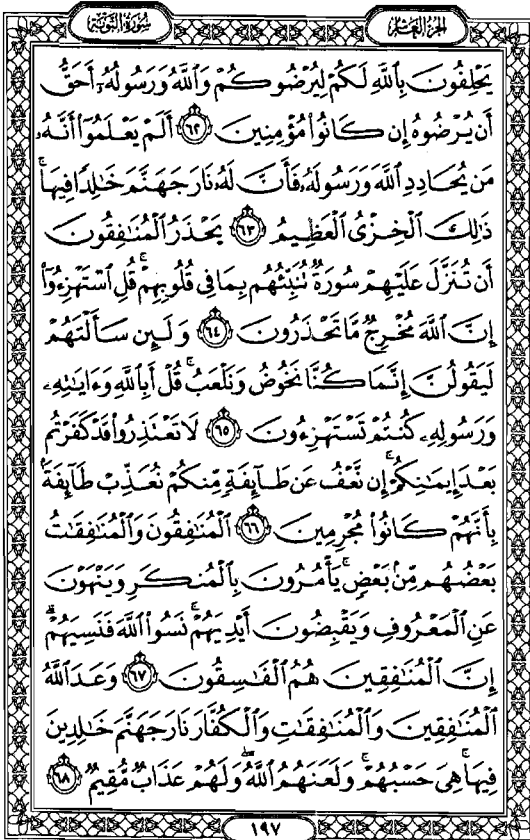 الجزء العاشر
سورة التوبة
يَحْلِفُونَ بِٱللَّهِ لَكُمْ لِيُرْضُوكُمْ وَٱللَّهُ وَرَسُولُهُۥٓ أَحَقُّ
أَن يُرْضُوهُ إِن كَانُوا۟ مُؤْمِنِينَ ٦٢ أَلَمْ يَعْلَمُوٓا۟ أَنَّهُۥ
مَن يُحَادِدِ ٱللَّهَ وَرَسُولَهُۥ فَأَنَّ لَهُۥ نَارَ جَهَنَّمَ خَٰلِدًا فِيهَا ۚ
ذَٰلِكَ ٱلْخِزْىُ ٱلْعَظِيمُ ٦٣ يَحْذَرُ ٱلْمُنَٰفِقُونَ
أَن تُنَزَّلَ عَلَيْهِمْ سُورَةٌ تُنَبِّئُهُم بِمَا فِى قُلُوبِهِمْ ۚ قُلِ ٱسْتَهْزِءُوٓا۟
إِنَّ ٱللَّهَ مُخْرِجٌ مَّا تَحْذَرُونَ ٦٤ وَلَئِن سَأَلْتَهُمْ
لَيَقُولُنَّ إِنَّمَا كُنَّا نَخُوضُ وَنَلْعَبُ ۚ قُلْ أَبِٱللَّهِ وَءَايَٰتِهِۦ
وَرَسُولِهِۦ كُنتُمْ تَسْتَهْزِءُونَ ٦٥ لَا تَعْتَذِرُوا۟ قَدْ كَفَرْتُم
بَعْدَ إِيمَٰنِكُمْ ۚ إِن نَّعْفُ عَن طَآئِفَةٍ مِّنكُمْ نُعَذِّبْ طَآئِفَةًۢ
بِأَنَّهُمْ كَانُوا۟ مُجْرِمِينَ ٦٦ ٱلْمُنَٰفِقُونَ وَٱلْمُنَٰفِقَٰتُ
بَعْضُهُم مِّنۢ بَعْضٍ ۚ يَأْمُرُونَ بِٱلْمُنكَرِ وَيَنْهَوْنَ
عَنِ ٱلْمَعْرُوفِ وَيَقْبِضُونَ أَيْدِيَهُمْ ۚ نَسُوا۟ ٱللَّهَ فَنَسِيَهُمْ ۗ
إِنَّ ٱلْمُنَٰفِقِينَ هُمُ ٱلْفَٰسِقُونَ ٦٧ وَعَدَ ٱللَّهُ
ٱلْمُنَٰفِقِينَ وَٱلْمُنَٰفِقَٰتِ وَٱلْكُفَّارَ نَارَ جَهَنَّمَ خَٰلِدِينَ
فِيهَا ۚ هِىَ حَسْبُهُمْ ۚ وَلَعَنَهُمُ ٱللَّهُ ۖ وَلَهُمْ عَذَابٌ مُّقِيمٌ ٦٨
١٩٧